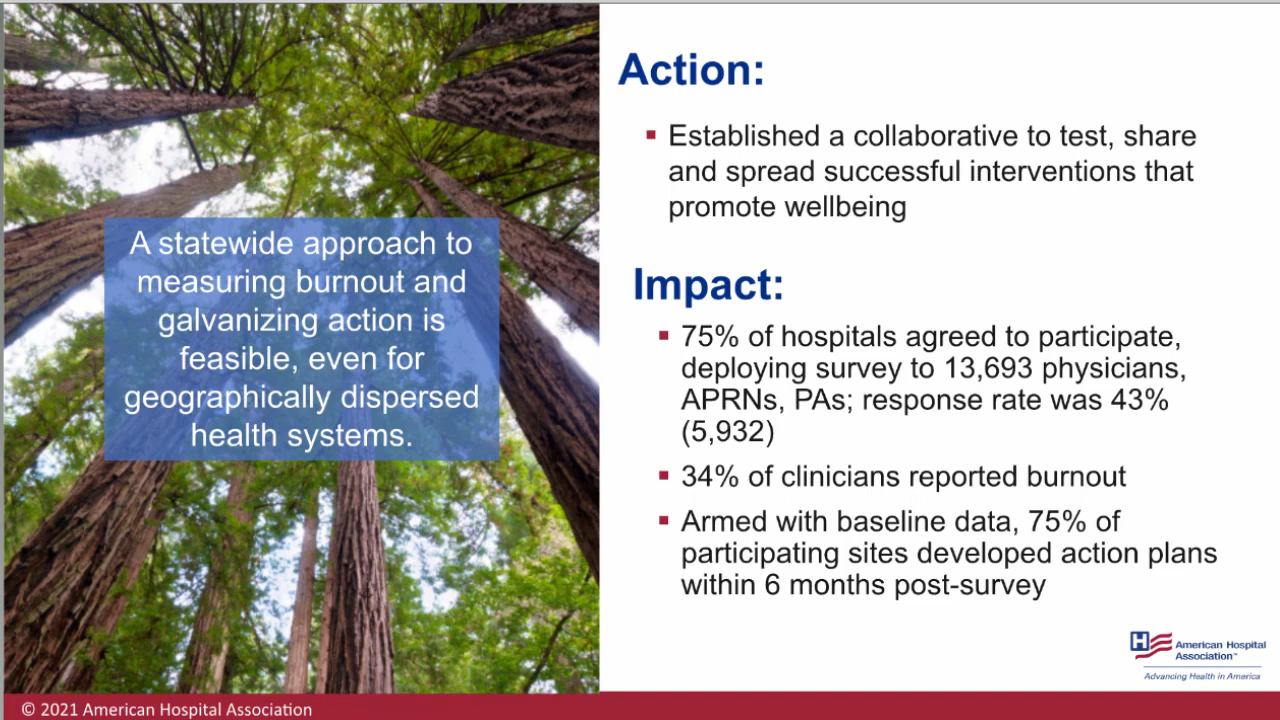 A statewide approach to
measuring burnout and
galvanizing action is
feasible, even for
geographically dispersed
health systems.
Action:
Established a collaborative to test, share
and spread successful interventions that
promote wellbeing
Impact:
75% of hospitals agreed to participate,
deploying survey to 13,693 physicians,
APRNs, PAs; response rate was 43%
(5,932)
34% of clinicians reported burnout
Armed with baseline data, 75% of
participating sites developed action plans
within 6 months post-survey
H
American Hospital
Association™
Advancing Health in America
© 2021 American Hospital Association